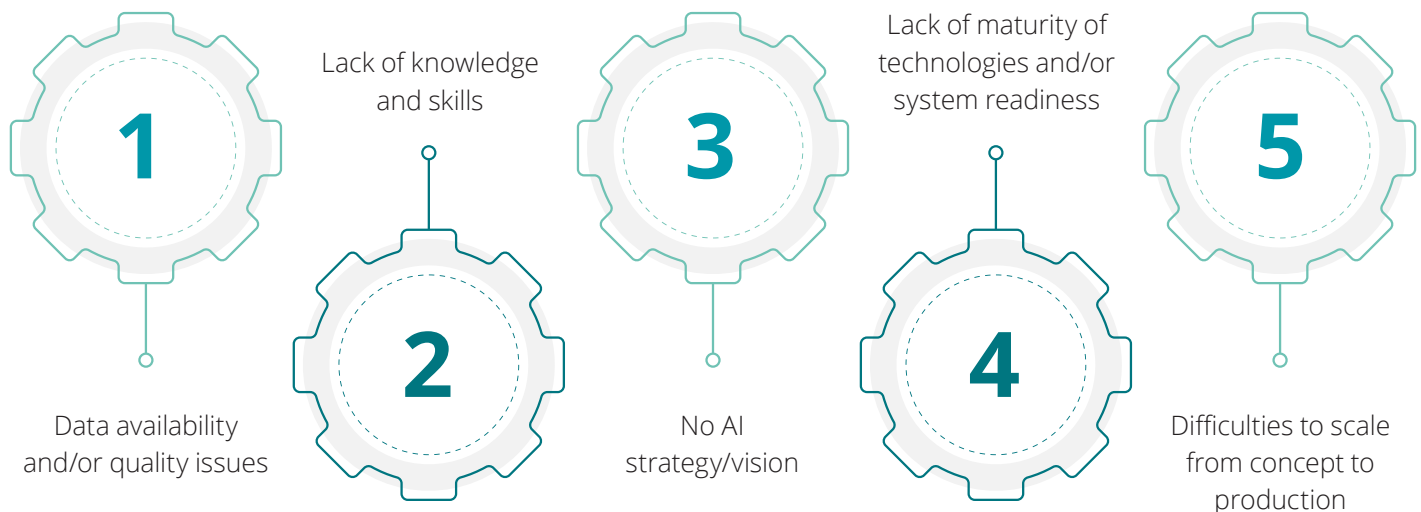 1
Data availability
and/or quality issues
Lack of knowledge
and skills
2
3
No AI
strategy/vision
Lack of maturity of
technologies and/or
system readiness
4
5
Difficulties to scale
from concept to
production